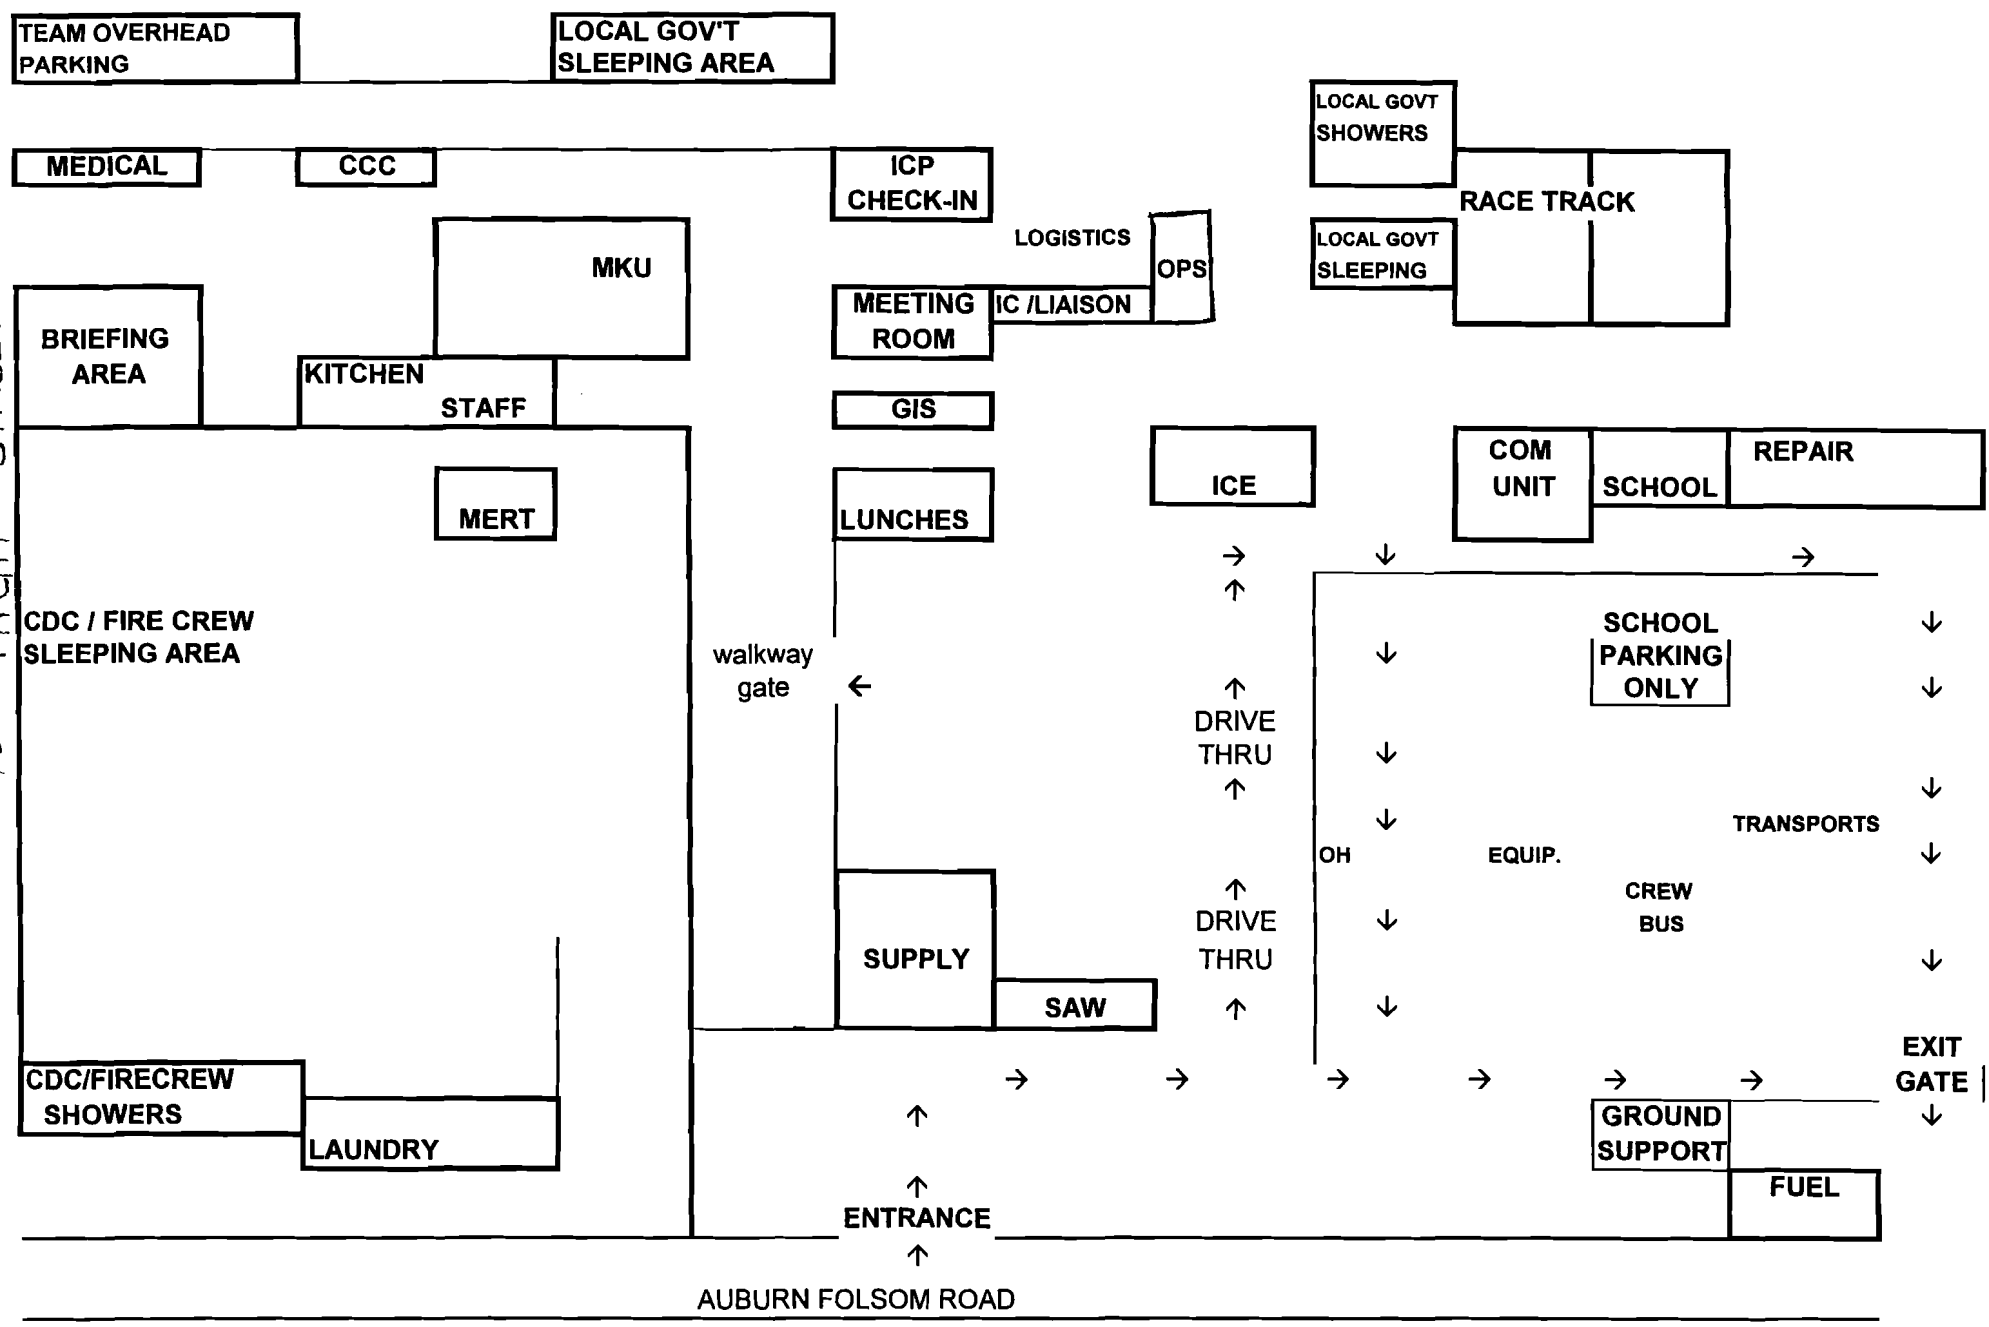 TEAM OVERHEAD
PARKING
LOCAL GOV'T
SLEEPING AREA
LOCAL GOVT
SHOWERS
MEDICAL
CCC
ICP
CHECK-IN
RACE TRACK
LOGISTICS
OPS
LOCAL GOVT
SLEEPING
MKU
MEETING
ROOM
IC /LIAISON
BRIEFING
AREA
KITCHEN
STAFF
GIS
COM
UNIT
SCHOOL
REPAIR
ICE
MERT
LUNCHES
→
↓
→
↑
CDC / FIRE CREW
SLEEPING AREA
walkway
gate
←
↓
SCHOOL
PARKING
ONLY
↓
↓
↑
DRIVE
THRU
↑
↓
↓
↓
TRANSPORTS
OH
EQUIP.
↓
CREW
BUS
↑
DRIVE
THRU
↑
↓
↓
↓
SUPPLY
SAW
EXIT
GATE
↓
CDC/FIRECREW
SHOWERS
LAUNDRY
→ → → → → →
↑
GROUND
SUPPORT
FUEL
↑
ENTRANCE
↑
AUBURN FOLSOM ROAD